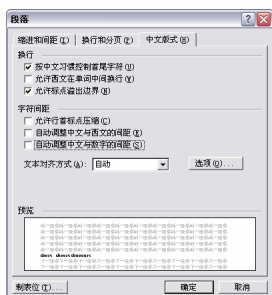 段落
缩进和间距(I) 换行和分页(P) 中文版式(H)
换行
按中文习惯控制首尾字符(U)
允许西文在单词中间换行(W)
允许标点溢出边界(N)
字符间距
允许行首标点压缩(C)
自动调整中文与西文的间距(E)
自动调整中文与数字的间距(S)
文本对齐方式(A): 自动 选项(O)...
预览
制表位(T)... 确定 取消